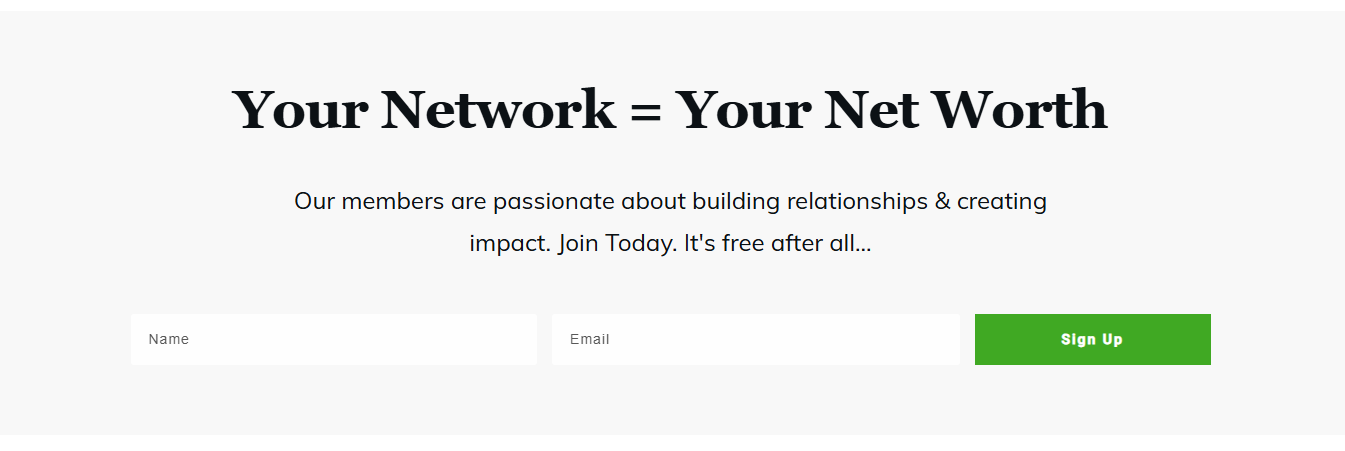 Your Network = Your Net Worth
Our members are passionate about building relationships & creating
impact. Join Today. It's free after all...
Name
Email
Sign Up